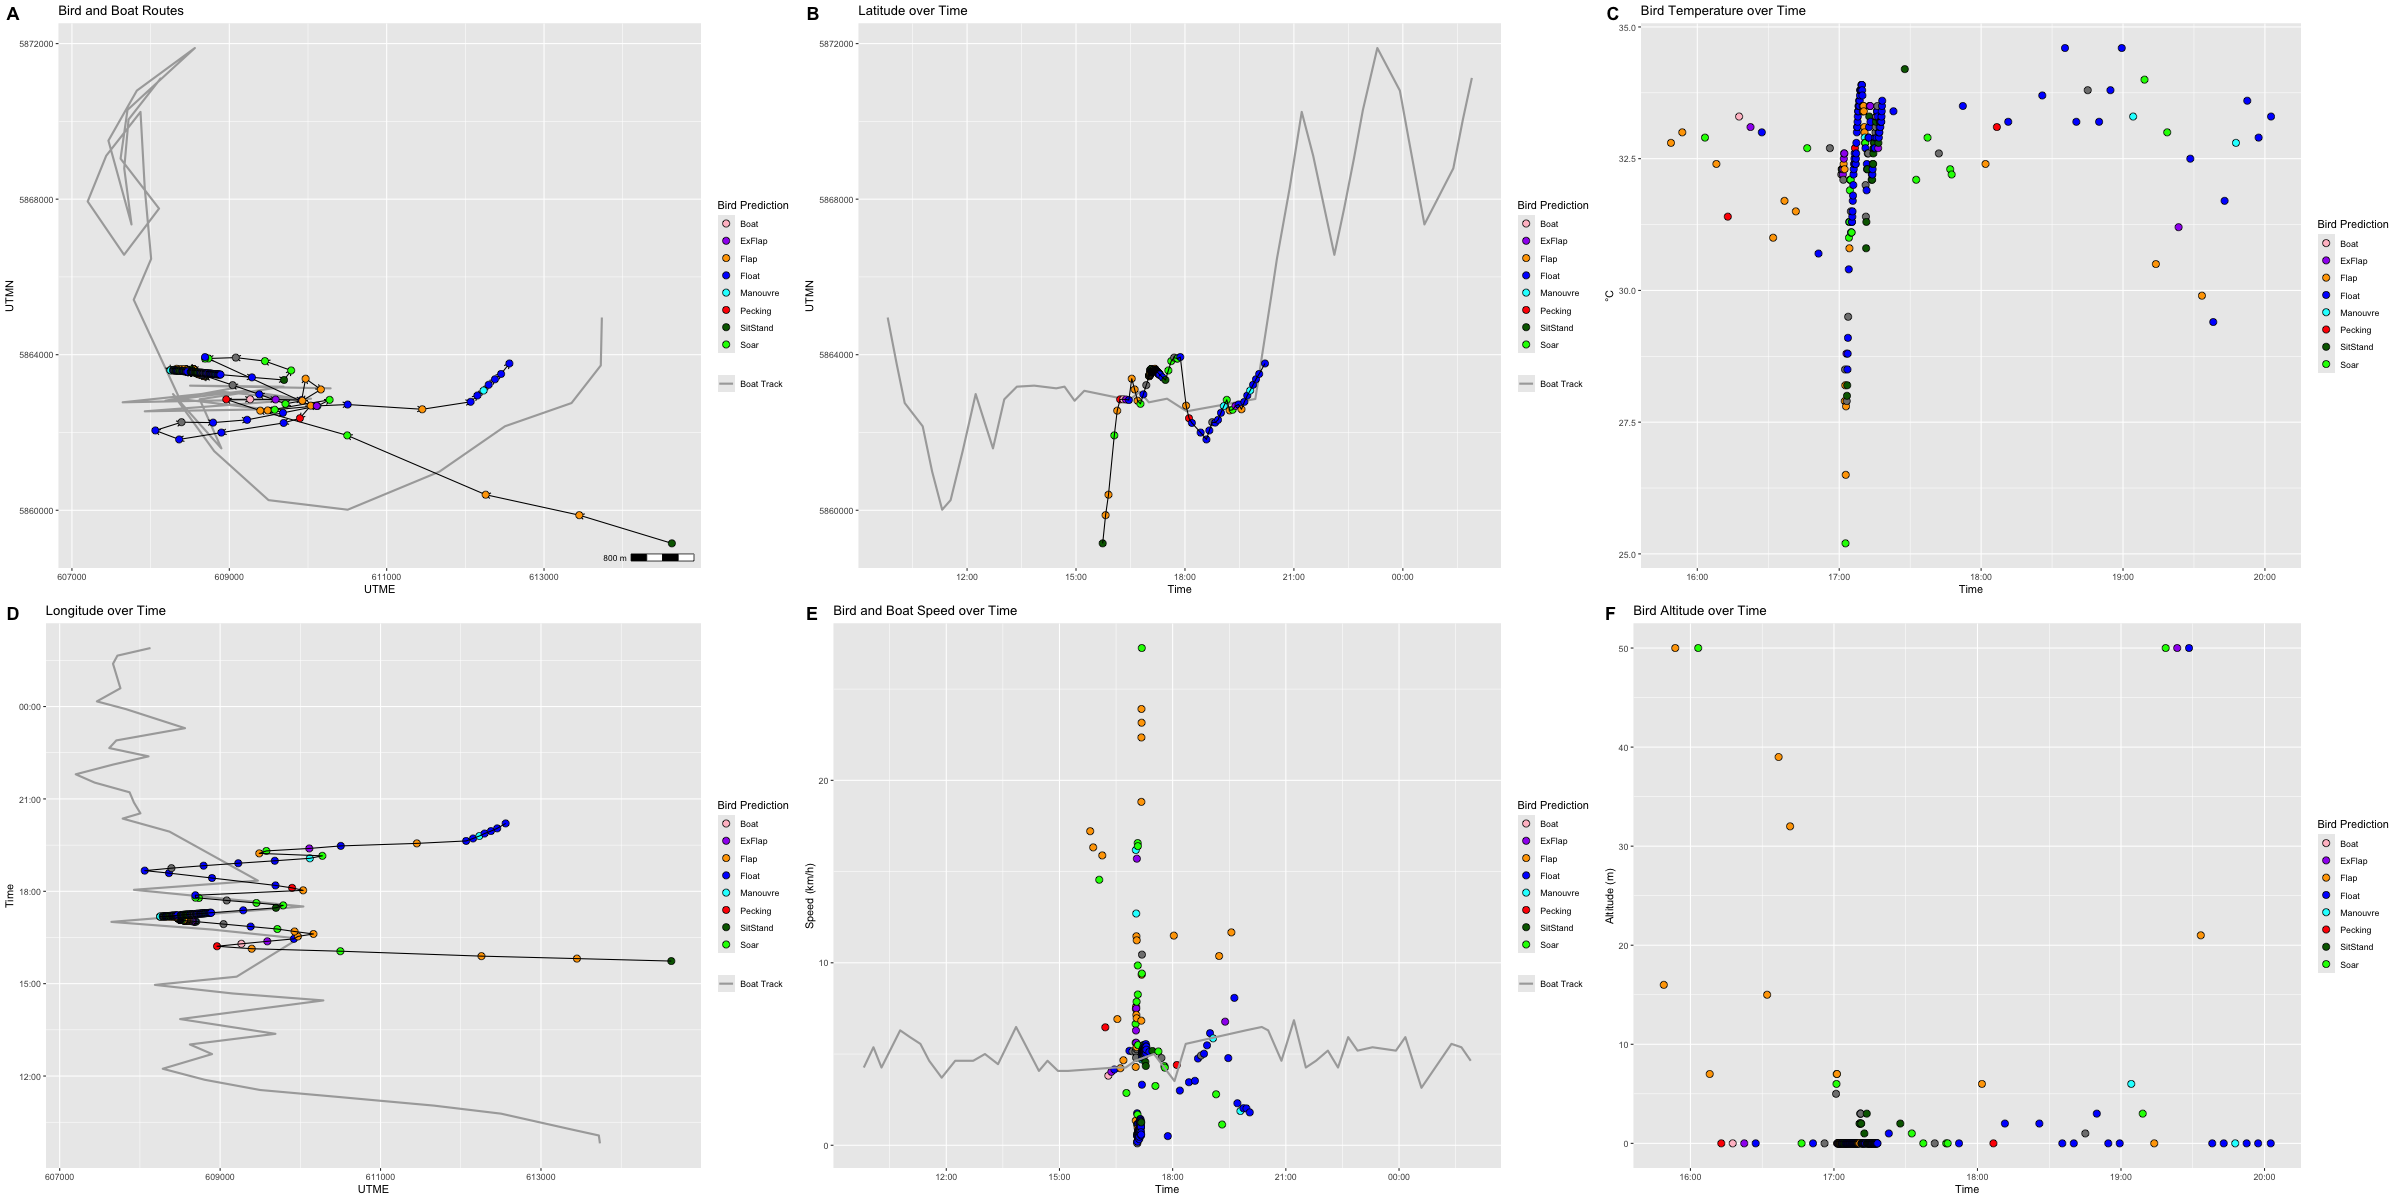 A Bird and Boat Routes
5872000
5868000
5864000
5860000
UTMN
607000 609000 611000 613000
UTME
800 m
Bird Prediction
Boat
ExFlap
Flap
Float
Manouvre
Pecking
SitStand
Soar
Boat Track
B Latitude over Time
5872000
5868000
5864000
5860000
UTMN
12:00 15:00 18:00 21:00 00:00
Time
Bird Prediction
Boat
ExFlap
Flap
Float
Manouvre
Pecking
SitStand
Soar
Boat Track
C Bird Temperature over Time
35.0
32.5
30.0
27.5
25.0
°C
16:00 17:00 18:00 19:00 20:00
Time
Bird Prediction
Boat
ExFlap
Flap
Float
Manouvre
Pecking
SitStand
Soar
D Longitude over Time
00:00
21:00
18:00
15:00
12:00
Time
607000 609000 611000 613000
UTME
Bird Prediction
Boat
ExFlap
Flap
Float
Manouvre
Pecking
SitStand
Soar
Boat Track
E Bird and Boat Speed over Time
20
10
0
Speed (km/h)
12:00 15:00 18:00 21:00 00:00
Time
Bird Prediction
Boat
ExFlap
Flap
Float
Manouvre
Pecking
SitStand
Soar
Boat Track
F Bird Altitude over Time
50
40
30
20
10
0
Altitude (m)
16:00 17:00 18:00 19:00 20:00
Time
Bird Prediction
Boat
ExFlap
Flap
Float
Manouvre
Pecking
SitStand
Soar